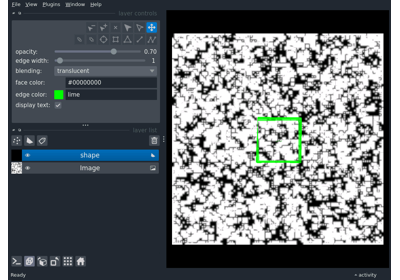 File View Plugins Window Help
layer controls
opacity: 0.70
edge width: 1
blending: translucent
face color: #00000000
edge color: lime
display text:
layer list
shape
Image
Ready
activity